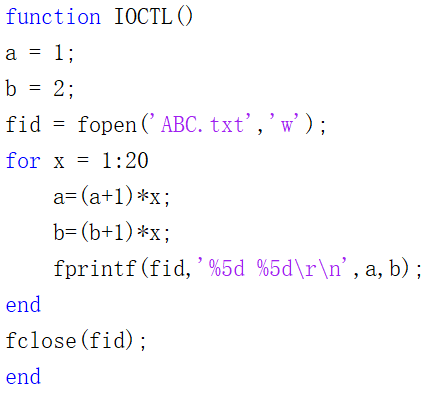 function IOCTL()
a = 1;
b = 2;
fid = fopen('ABC.txt','w');
for x = 1:20
    a=(a+1)*x;
    b=(b+1)*x;
    fprintf(fid,'%5d %5d\r\n',a,b);
end
fclose(fid);
end